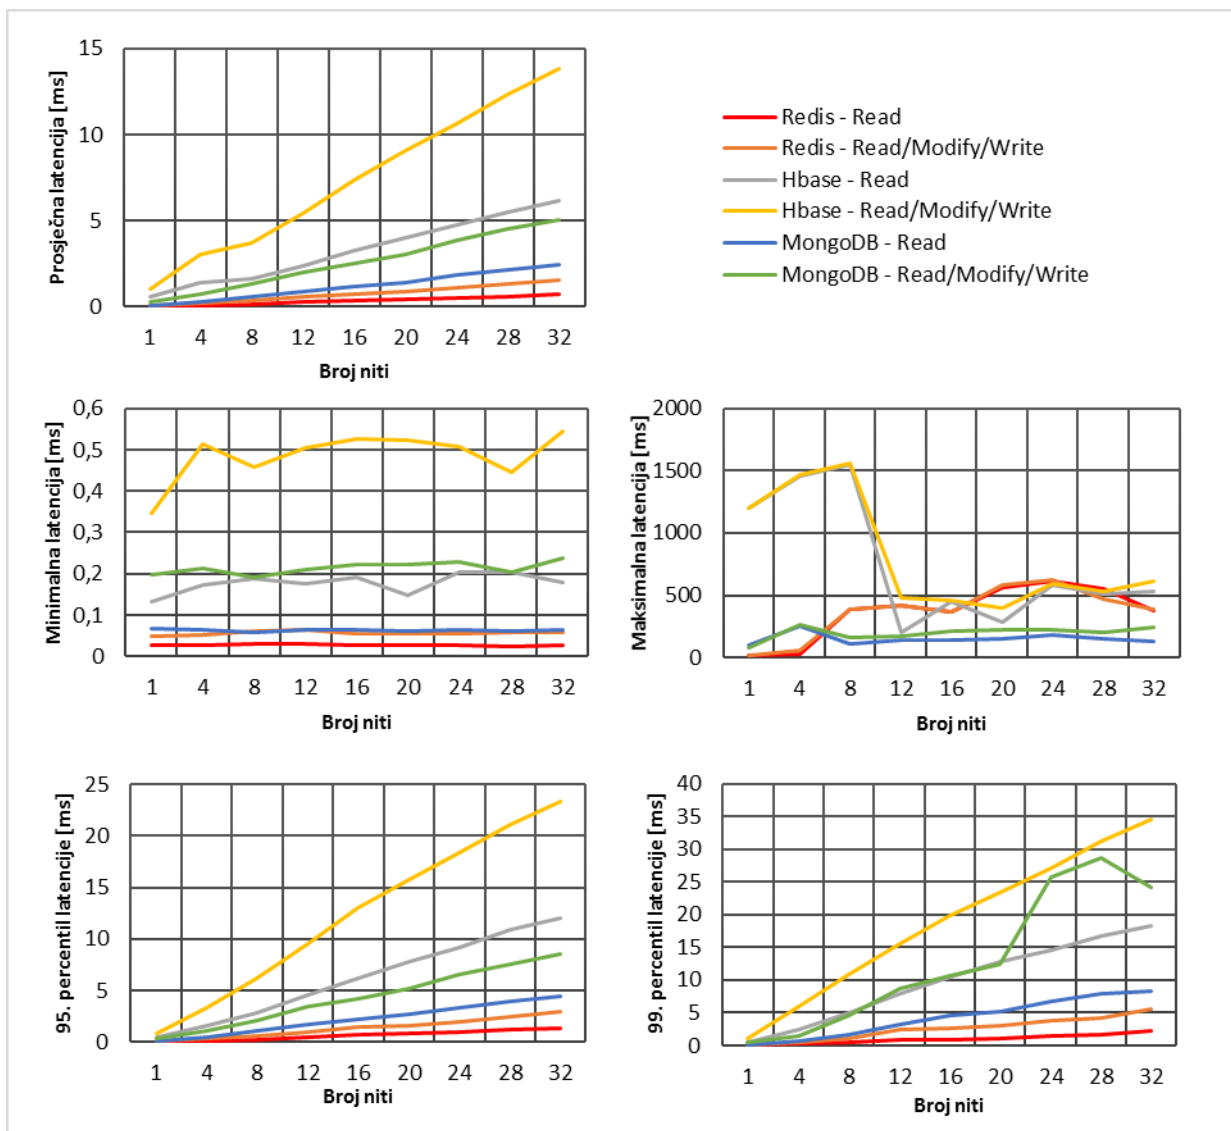 Prosječna latencija [ms]
15
10
5
0
1 4 8 12 16 20 24 28 32
Broj niti
Redis - Read
Redis - Read/Modify/Write
Hbase - Read
Hbase - Read/Modify/Write
MongoDB - Read
MongoDB - Read/Modify/Write
Minimalna latencija [ms]
0,6
0,5
0,4
0,3
0,2
0,1
0
1 4 8 12 16 20 24 28 32
Broj niti
Maksimalna latencija [ms]
2000
1500
1000
500
0
1 4 8 12 16 20 24 28 32
Broj niti
95. percentil latencije [ms]
25
20
15
10
5
0
1 4 8 12 16 20 24 28 32
Broj niti
99. percentil latencije [ms]
40
35
30
25
20
15
10
5
0
1 4 8 12 16 20 24 28 32
Broj niti